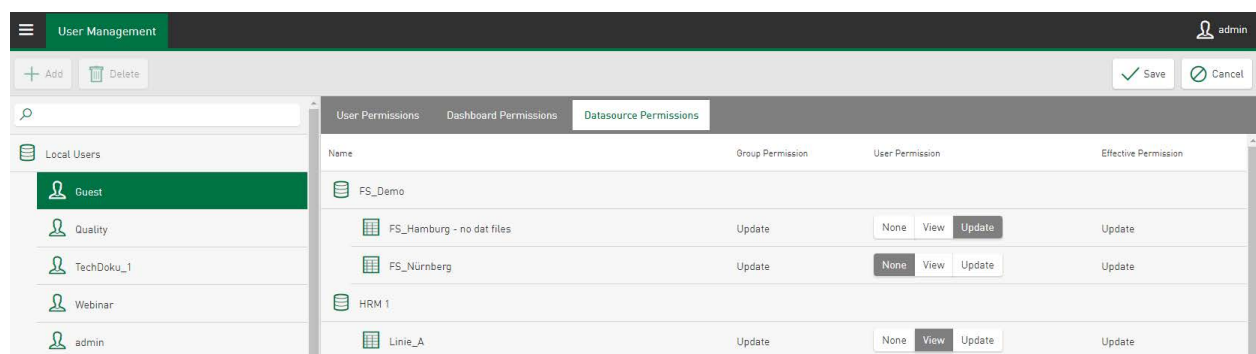 User Management
admin
Add Delete
Save Cancel
Local Users
Guest
Quality
TechDoku_1
Webinar
admin
User Permissions Dashboard Permissions Datasource Permissions
Name Group Permission User Permission Effective Permission
FS_Demo
FS_Hamburg - no dat files Update None View Update Update
FS_Nürnberg Update None View Update Update
HRM 1
Linie_A Update None View Update Update